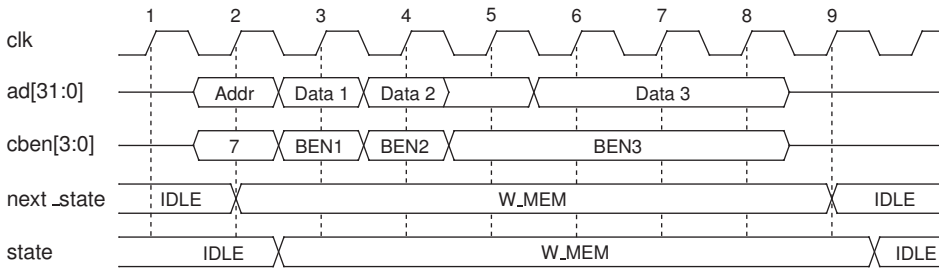 1 2 3 4 5 6 7 8 9
clk
ad[31:0] Addr Data 1 Data 2 Data 3
cben[3:0] 7 BEN1 BEN2 BEN3
next_state IDLE W_MEM IDLE
state IDLE W_MEM IDLE